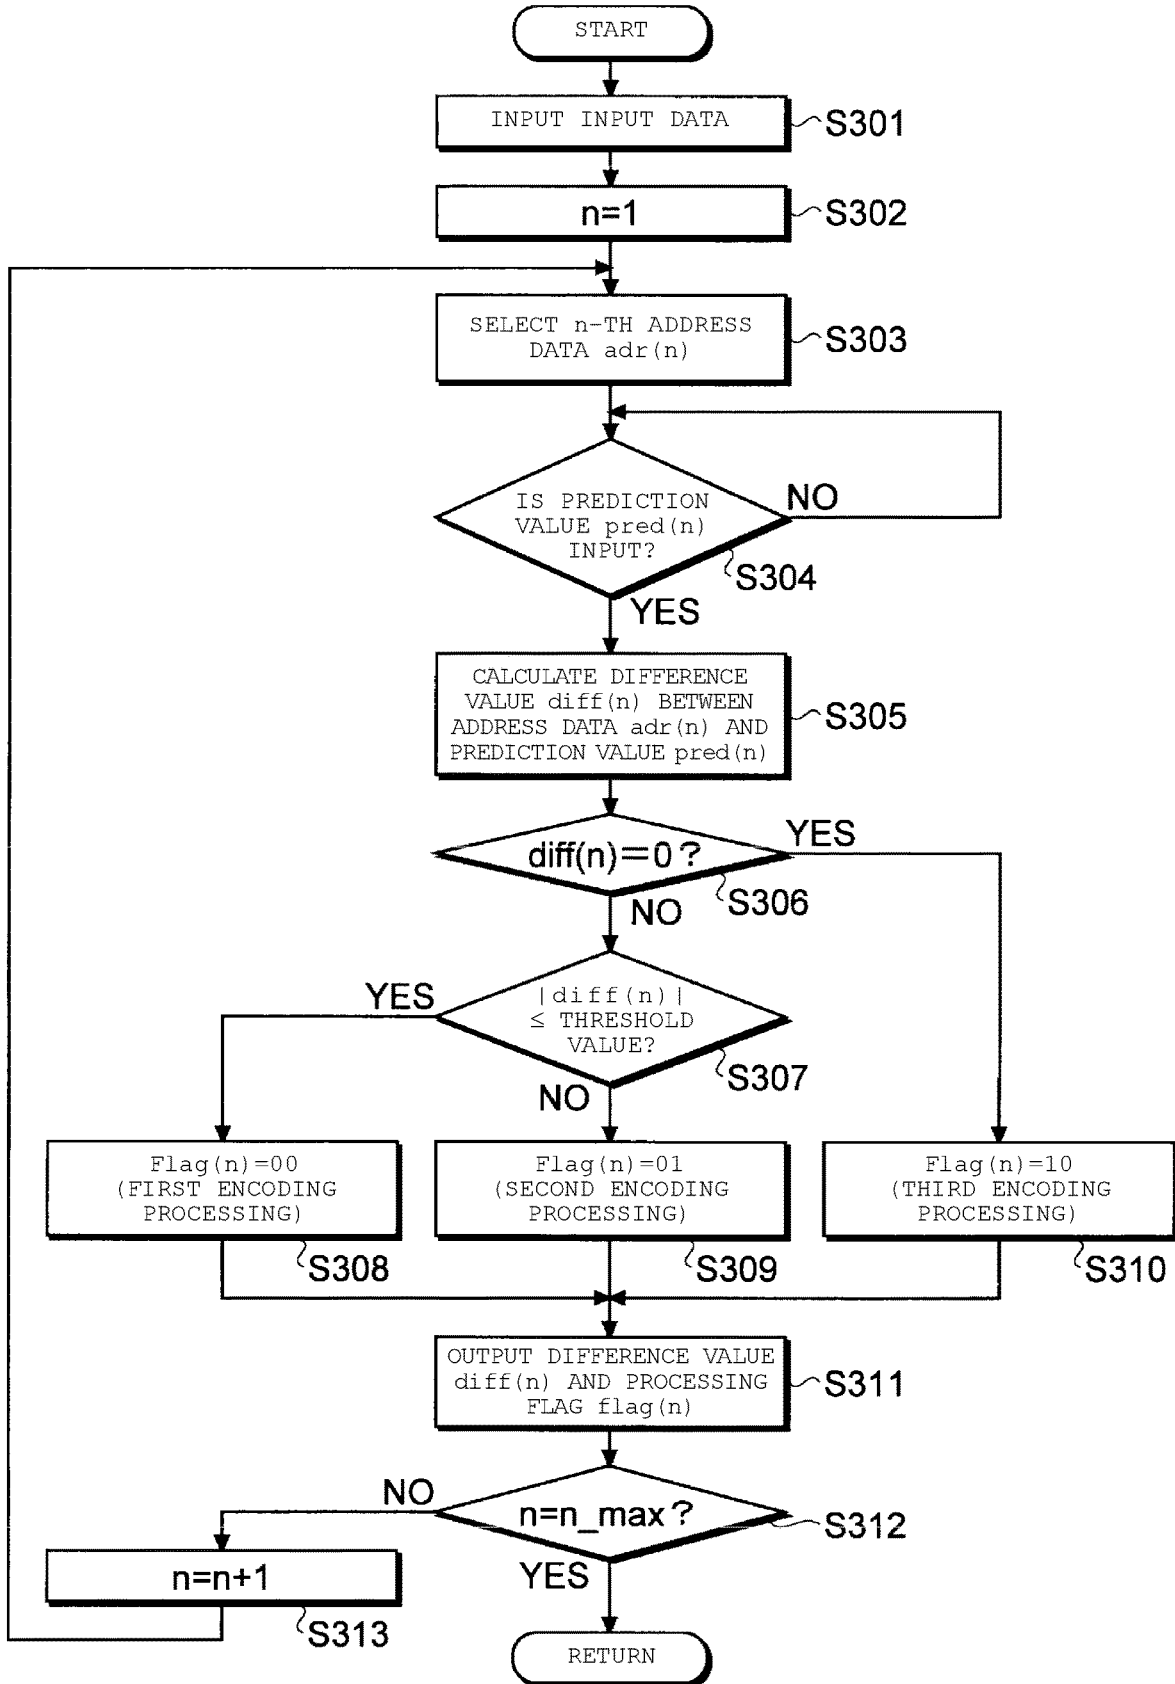 START
INPUT INPUT DATA
S301
n=1
S302
SELECT n-TH ADDRESS
DATA adr(n)
S303
IS PREDICTION
VALUE pred(n)
INPUT?
NO
S304
YES
CALCULATE DIFFERENCE
VALUE diff(n) BETWEEN
ADDRESS DATA adr(n) AND
PREDICTION VALUE pred(n)
S305
diff(n)=0?
YES
S306
NO
|diff(n)|
≤ THRESHOLD
VALUE?
YES
S307
NO
Flag(n)=00
(FIRST ENCODING
PROCESSING)
S308
Flag(n)=01
(SECOND ENCODING
PROCESSING)
S309
Flag(n)=10
(THIRD ENCODING
PROCESSING)
S310
OUTPUT DIFFERENCE VALUE
diff(n) AND PROCESSING
FLAG flag(n)
S311
n=n_max?
NO
S312
YES
n=n+1
S313
RETURN